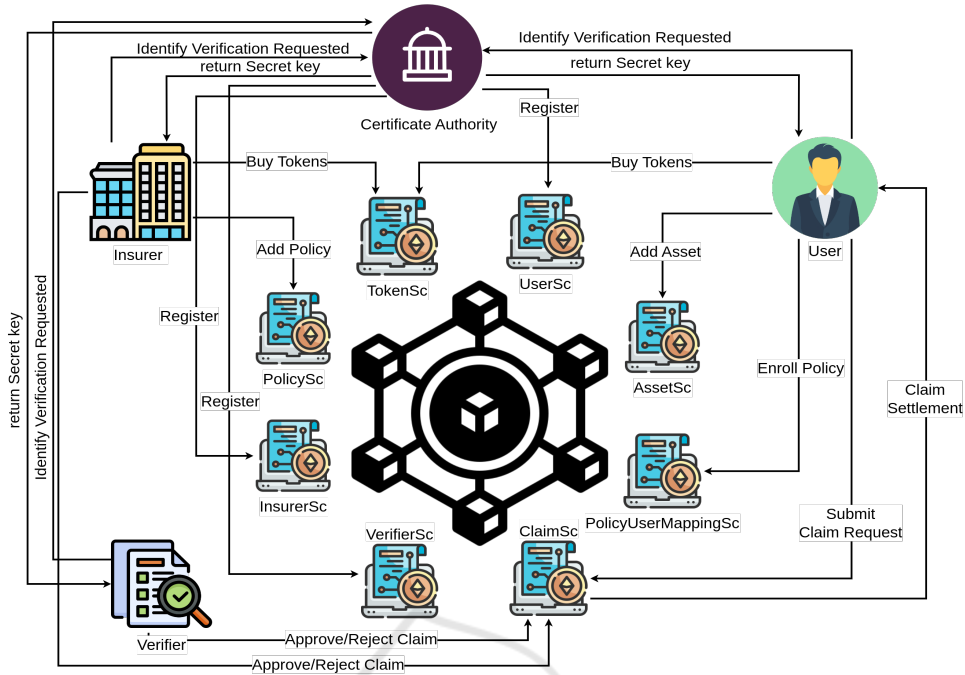 Identify Verification Requested
return Secret key
Identify Verification Requested
return Secret key
Certificate Authority
Register
Buy Tokens
Buy Tokens
Insurer
User
Add Policy
Add Asset
TokenSc
UserSc
Register
PolicySc
AssetSc
Enroll Policy
return Secret key
Identify Verification Requested
Register
Claim
Settlement
InsurerSc
PolicyUserMappingSc
Submit
Claim Request
VerifierSc
ClaimSc
Verifier
Approve/Reject Claim
Approve/Reject Claim